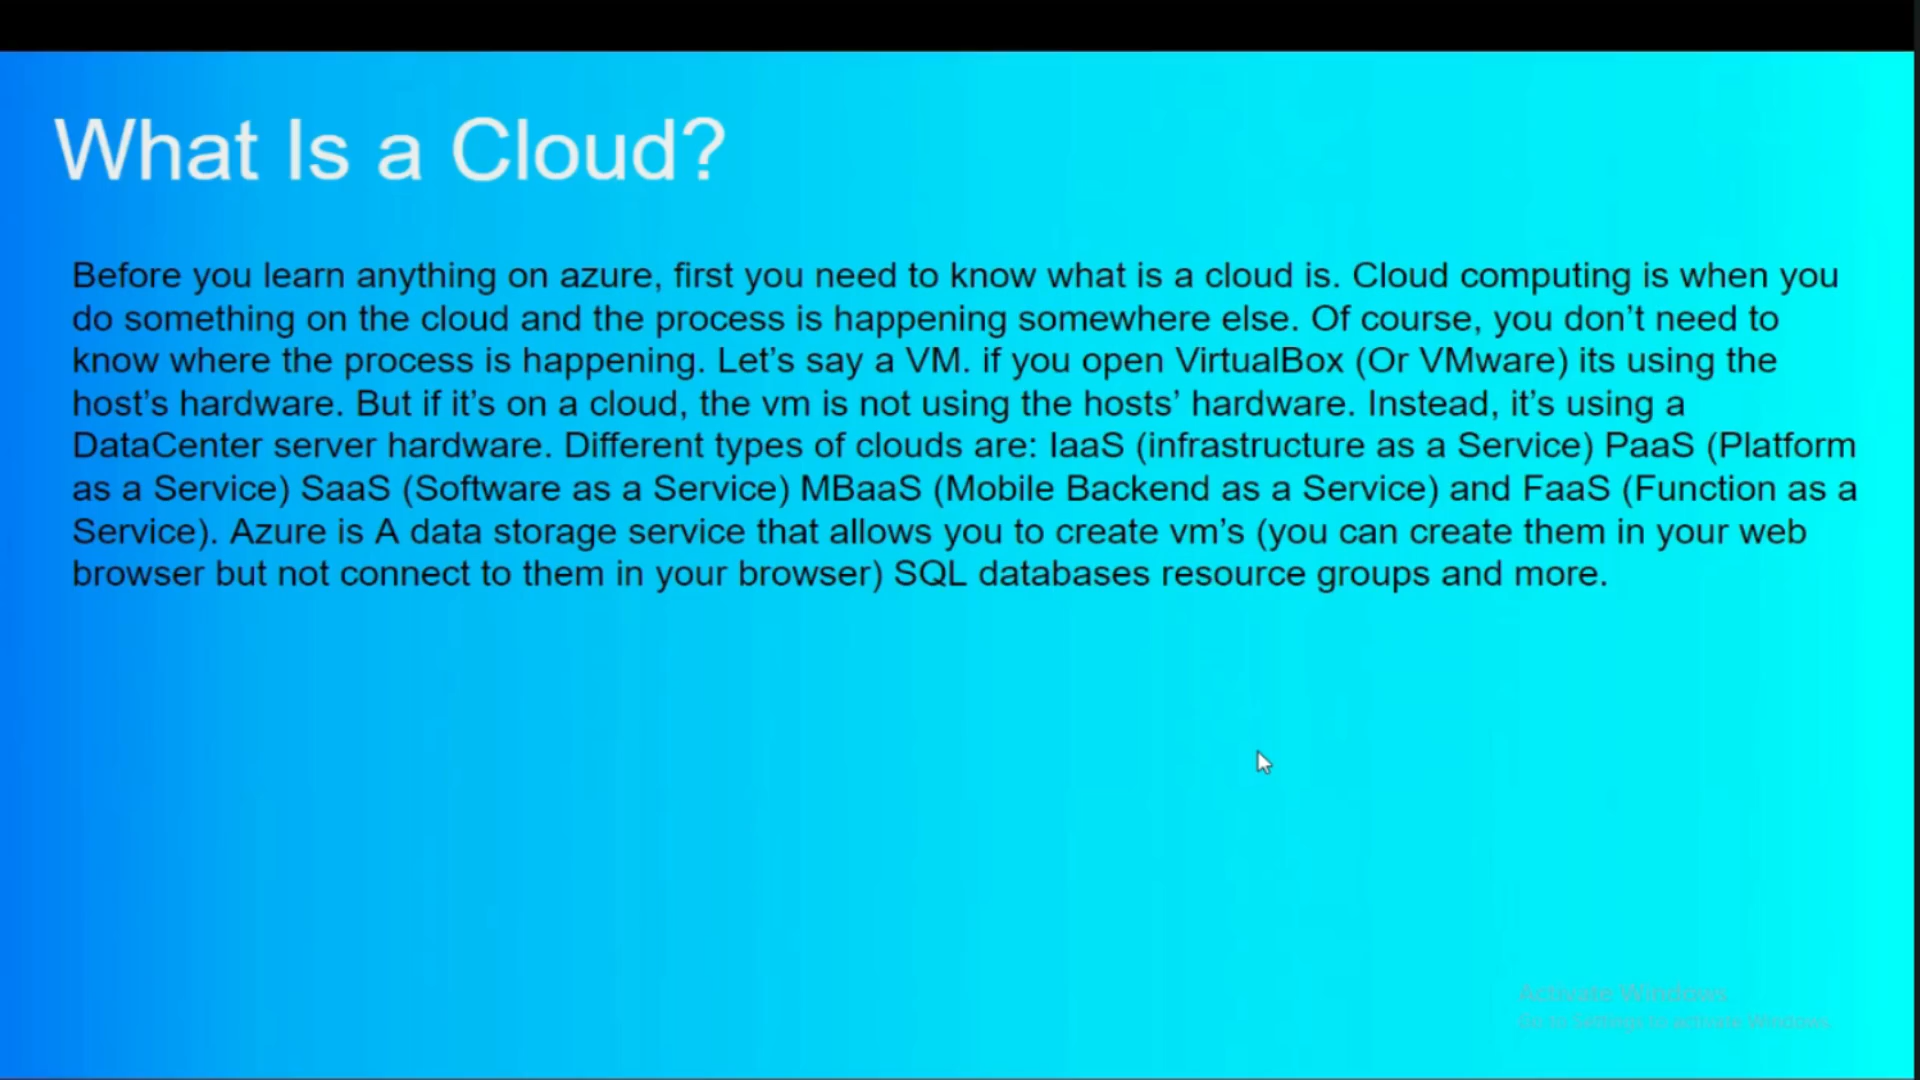 What Is a Cloud?
Before you learn anything on azure, first you need to know what is a cloud is. Cloud computing is when you
do something on the cloud and the process is happening somewhere else. Of course, you don’t need to
know where the process is happening. Let’s say a VM. if you open VirtualBox (Or VMware) its using the
host’s hardware. But if it’s on a cloud, the vm is not using the hosts’ hardware. Instead, it’s using a
DataCenter server hardware. Different types of clouds are: IaaS (infrastructure as a Service) PaaS (Platform
as a Service) SaaS (Software as a Service) MBaaS (Mobile Backend as a Service) and FaaS (Function as a
Service). Azure is A data storage service that allows you to create vm’s (you can create them in your web
browser but not connect to them in your browser) SQL databases resource groups and more.
Activate Windows
Go to Settings to activate Windows.